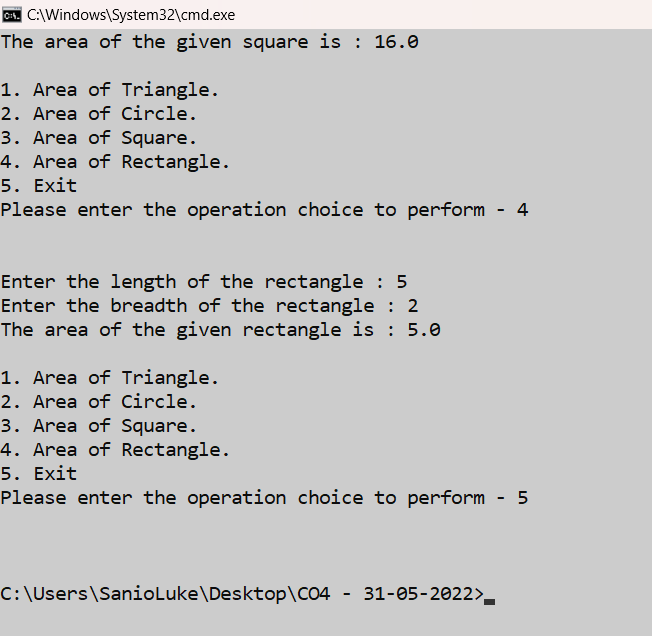 C:\Windows\System32\cmd.exe
The area of the given square is : 16.0
1. Area of Triangle.
2. Area of Circle.
3. Area of Square.
4. Area of Rectangle.
5. Exit
Please enter the operation choice to perform - 4
Enter the length of the rectangle : 5
Enter the breadth of the rectangle : 2
The area of the given rectangle is : 5.0
1. Area of Triangle.
2. Area of Circle.
3. Area of Square.
4. Area of Rectangle.
5. Exit
Please enter the operation choice to perform - 5
C:\Users\SanioLuke\Desktop\CO4 - 31-05-2022>